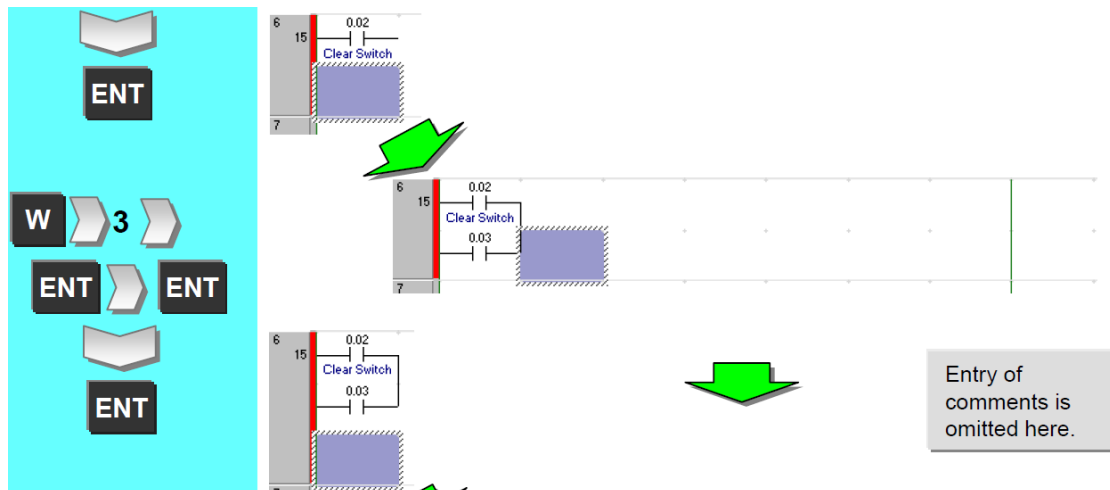 ENT
W 3
ENT ENT
ENT
6
15
0.02
Clear Switch
7
6
15
0.02
Clear Switch
0.03
7
6
15
0.02
Clear Switch
0.03
Entry of
comments is
omitted here.